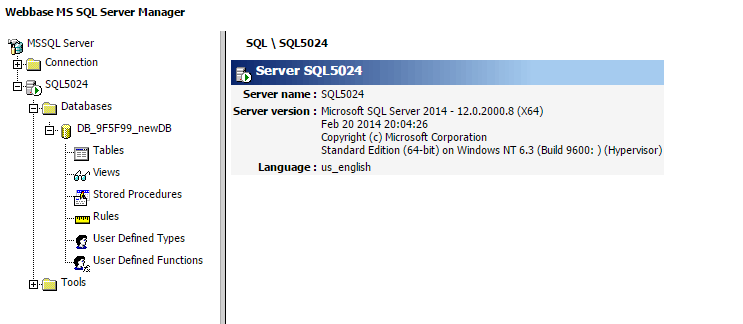 Webbase MS SQL Server Manager
MSSQL Server
Connection
SQL5024
Databases
DB_9F5F99_newDB
Tables
Views
Stored Procedures
Rules
User Defined Types
User Defined Functions
Tools
SQL \ SQL5024
Server SQL5024
Server name : SQL5024
Server version : Microsoft SQL Server 2014 - 12.0.2000.8 (X64)
Feb 20 2014 20:04:26
Copyright (c) Microsoft Corporation
Standard Edition (64-bit) on Windows NT 6.3 (Build 9600: ) (Hypervisor)
Language : us_english